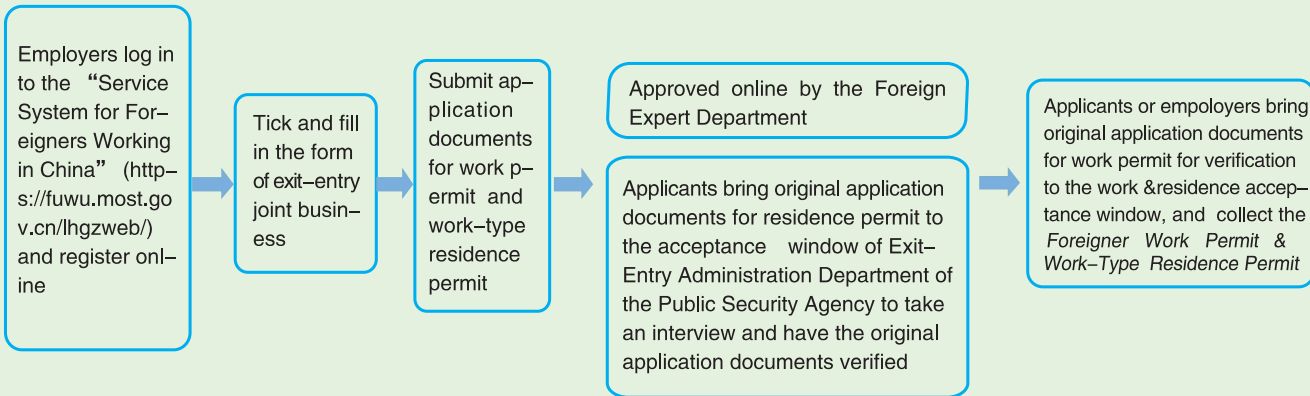 Employers log in
to the “Service
System for For–
eigners Working
in China” (http–
s://fuwu.most.go
v.cn/lhgzweb/)
and register onl–
ine
Tick and fill
in the form
of exit–entry
joint busin–
ess
Submit ap–
plication
documents
for work p–
ermit and
work–type
residence
permit
Approved online by the Foreign
Expert Department
Applicants bring original application
documents for residence permit to
the acceptance window of Exit–
Entry Administration Department of
the Public Security Agency to take
an interview and have the original
application documents verified
Applicants or empoloyers bring
original application documents
for work permit for verification
to the work &residence accep–
tance window, and collect the
Foreigner Work Permit &
Work–Type Residence Permit